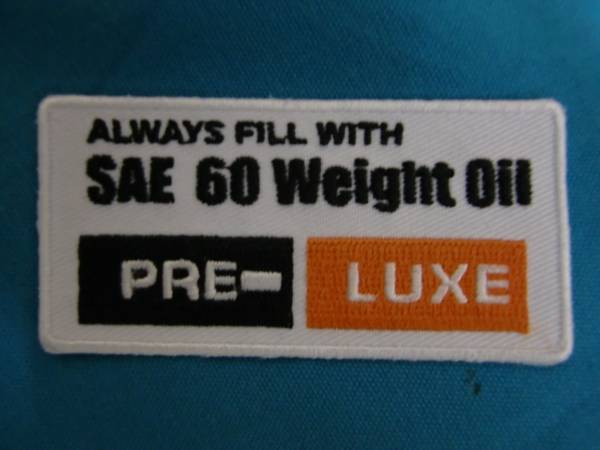 ALWAYS FILL WITH
SAE 60 Weight Oil
PRE- LUXE